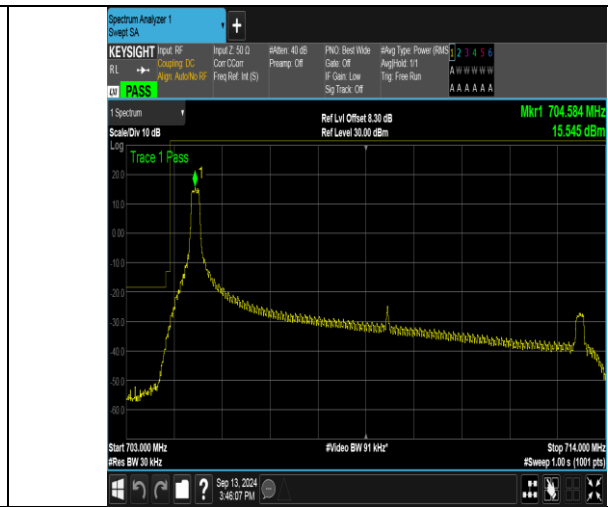 Spectrum Analyzer 1
Swept SA
+
KEYSIGHT Input: RF Input Z: 50 Ω #Atten: 40 dB PNO: Best Wide #Avg Type: Power (RMS 1 2 3 4 5 6
RL Coupling: DC Corr CCorr Preamp: Off Gate: Off Avg|Hold: 1/1 A W W W W W
Align: Auto/No RF Freq Ref: Int (S) IF Gain: Low Trig: Free Run
LXI PASS Sig Track: Off A A A A A A
1 Spectrum Ref Lvl Offset 8.30 dB Mkr1 704.584 MHz
Scale/Div 10 dB Ref Level 30.00 dBm 15.545 dBm
Log
Trace 1 Pass
1
20.0
10.0
0.00
-10.0
-20.0
-30.0
-40.0
-50.0
-60.0
Start 703.000 MHz #Video BW 91 kHz* Stop 714.000 MHz
#Res BW 30 kHz #Sweep 1.00 s (1001 pts)
? Sep 13, 2024
3:46:07 PM